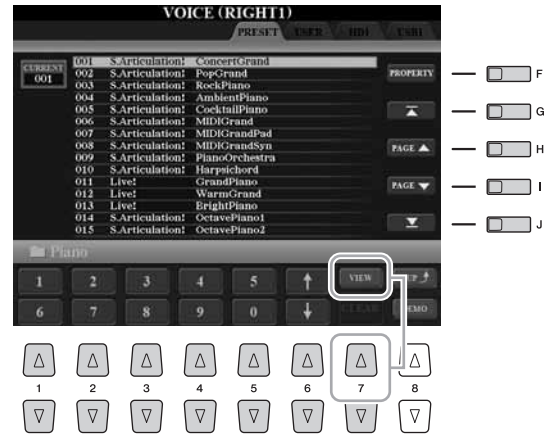 VOICE (RIGHT1)
PRESET USER HD1 USB1
CURRENT
001
001 S.Articulation! ConcertGrand
002 S.Articulation! PopGrand
003 S.Articulation! RockPiano
004 S.Articulation! AmbientPiano
005 S.Articulation! CocktailPiano
006 S.Articulation! MIDIGrand
007 S.Articulation! MIDIGrandPad
008 S.Articulation! MIDIGrandSyn
009 S.Articulation! PianoOrchestra
010 S.Articulation! Harpsichord
011 Live! GrandPiano
012 Live! WarmGrand
013 Live! BrightPiano
014 S.Articulation! OctavePiano1
015 S.Articulation! OctavePiano2
PROPERTY
PAGE
PAGE
F
G
H
I
J
Piano
1 2 3 4 5 VIEW UP
6 7 8 9 0 CLEAR DEMO
1 2 3 4 5 6 7 8